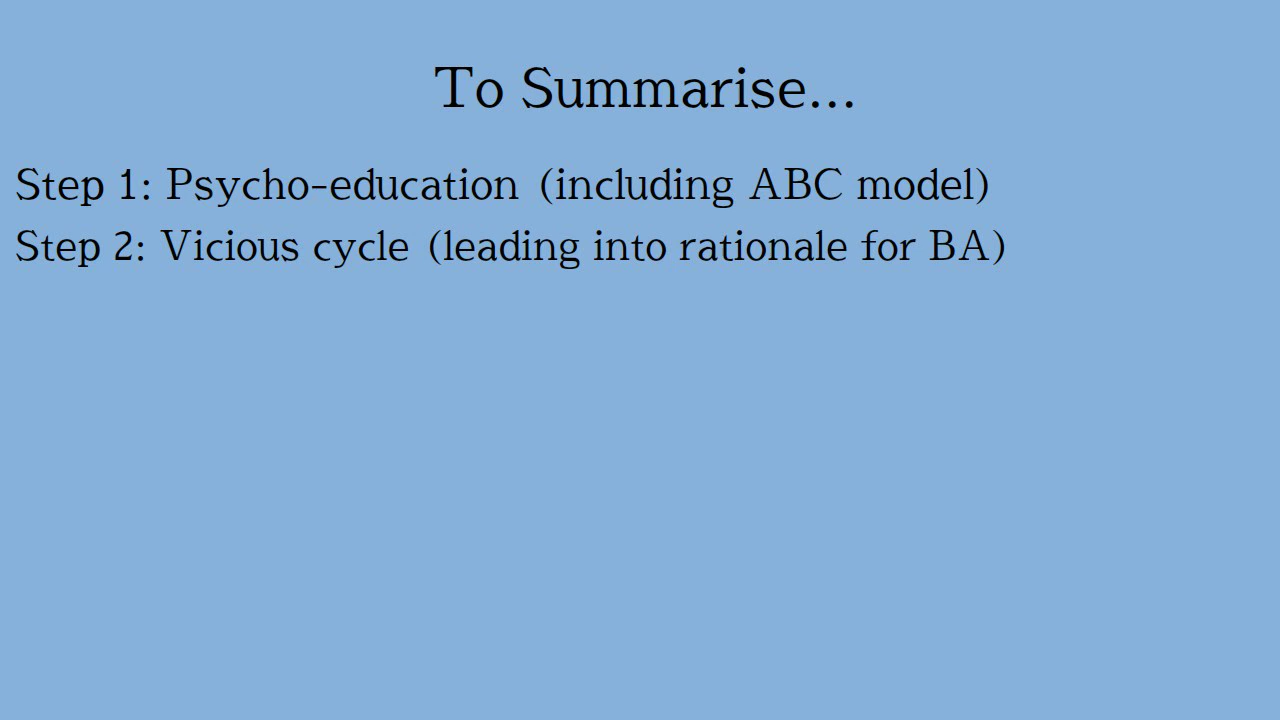 To Summarise...
Step 1: Psycho-education (including ABC model)
Step 2: Vicious cycle (leading into rationale for BA)